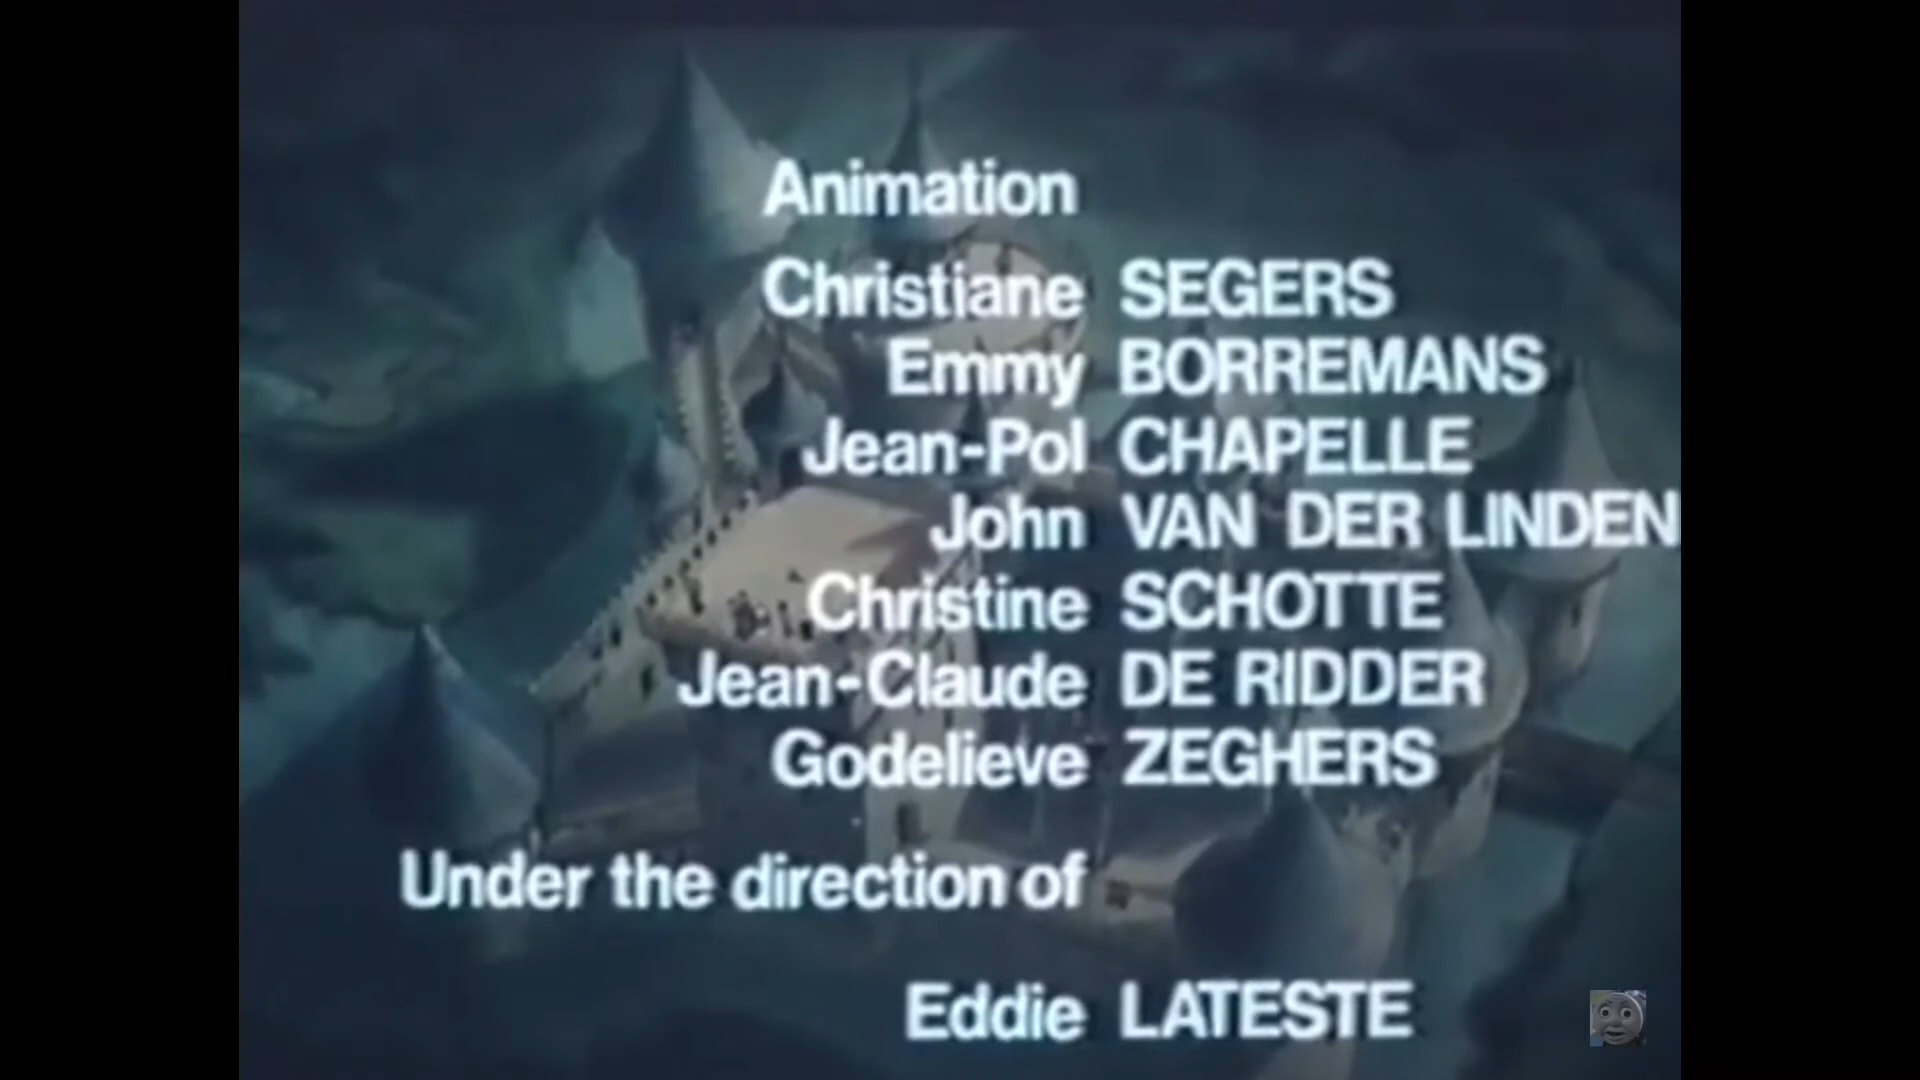 Animation
Christiane SEGERS
Emmy BORREMANS
Jean-Pol CHAPELLE
John VAN DER LINDEN
Christine SCHOTTE
Jean-Claude DE RIDDER
Godelieve ZEGHERS
Under the direction of
Eddie LATESTE